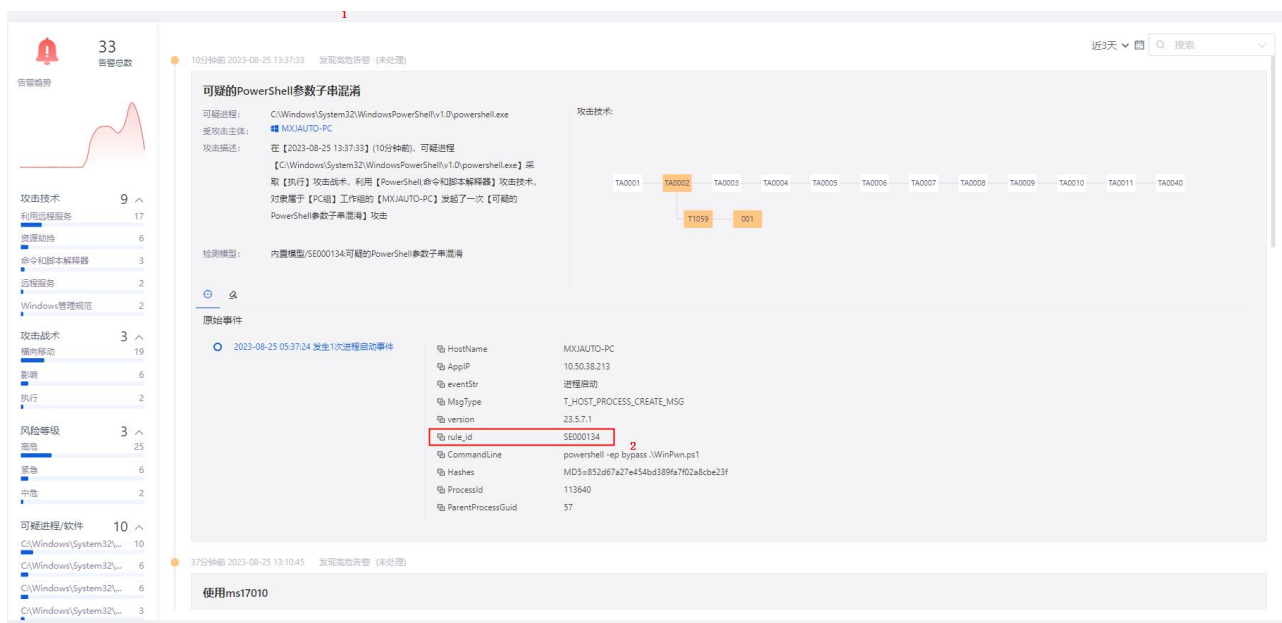 1
33
告警总数
告警趋势
攻击技术 9
利用远程服务 17
资源劫持 6
命令和脚本解释器 3
远程服务 2
Windows管理规范 2
攻击战术 3
横向移动 19
影响 6
执行 2
风险等级 3
高危 25
紧急 6
中危 2
可疑进程/软件 10
C:\Windows\System32\... 10
C:\Windows\System32\... 6
C:\Windows\System32\... 6
C:\Windows\System32\... 3
近3天 搜索
10分钟前 2023-08-25 13:37:33 发现高危告警 (未处理)
可疑的PowerShell参数子串混淆
可疑进程: C:\Windows\System32\WindowsPowerShell\v1.0\powershell.exe
受攻击主体: MXJAUTO-PC
攻击描述: 在【2023-08-25 13:37:33】(10分钟前)，可疑进程
【C:\Windows\System32\WindowsPowerShell\v1.0\powershell.exe】采
取【执行】攻击战术，利用【PowerShell,命令和脚本解释器】攻击技术，
对隶属于【PC组】工作组的【MXJAUTO-PC】发起了一次【可疑的
PowerShell参数子串混淆】攻击
检测模型: 内置模型/SE000134:可疑的PowerShell参数子串混淆
攻击技术:
TA0001 TA0002 TA0003 TA0004 TA0005 TA0006 TA0007 TA0008 TA0009 TA0010 TA0011 TA0040
T1059 001
原始事件
2023-08-25 05:37:24 发生1次进程启动事件
HostName MXJAUTO-PC
AppIP 10.50.38.213
eventStr 进程启动
MsgType T_HOST_PROCESS_CREATE_MSG
version 23.5.7.1
rule_id SE000134
2
CommandLine powershell -ep bypass .\WinPwn.ps1
Hashes MD5=852d67a27e454bd389fa7f02a8cbe23f
ProcessId 113640
ParentProcessGuid 57
37分钟前 2023-08-25 13:10:45 发现高危告警 (未处理)
使用ms17010